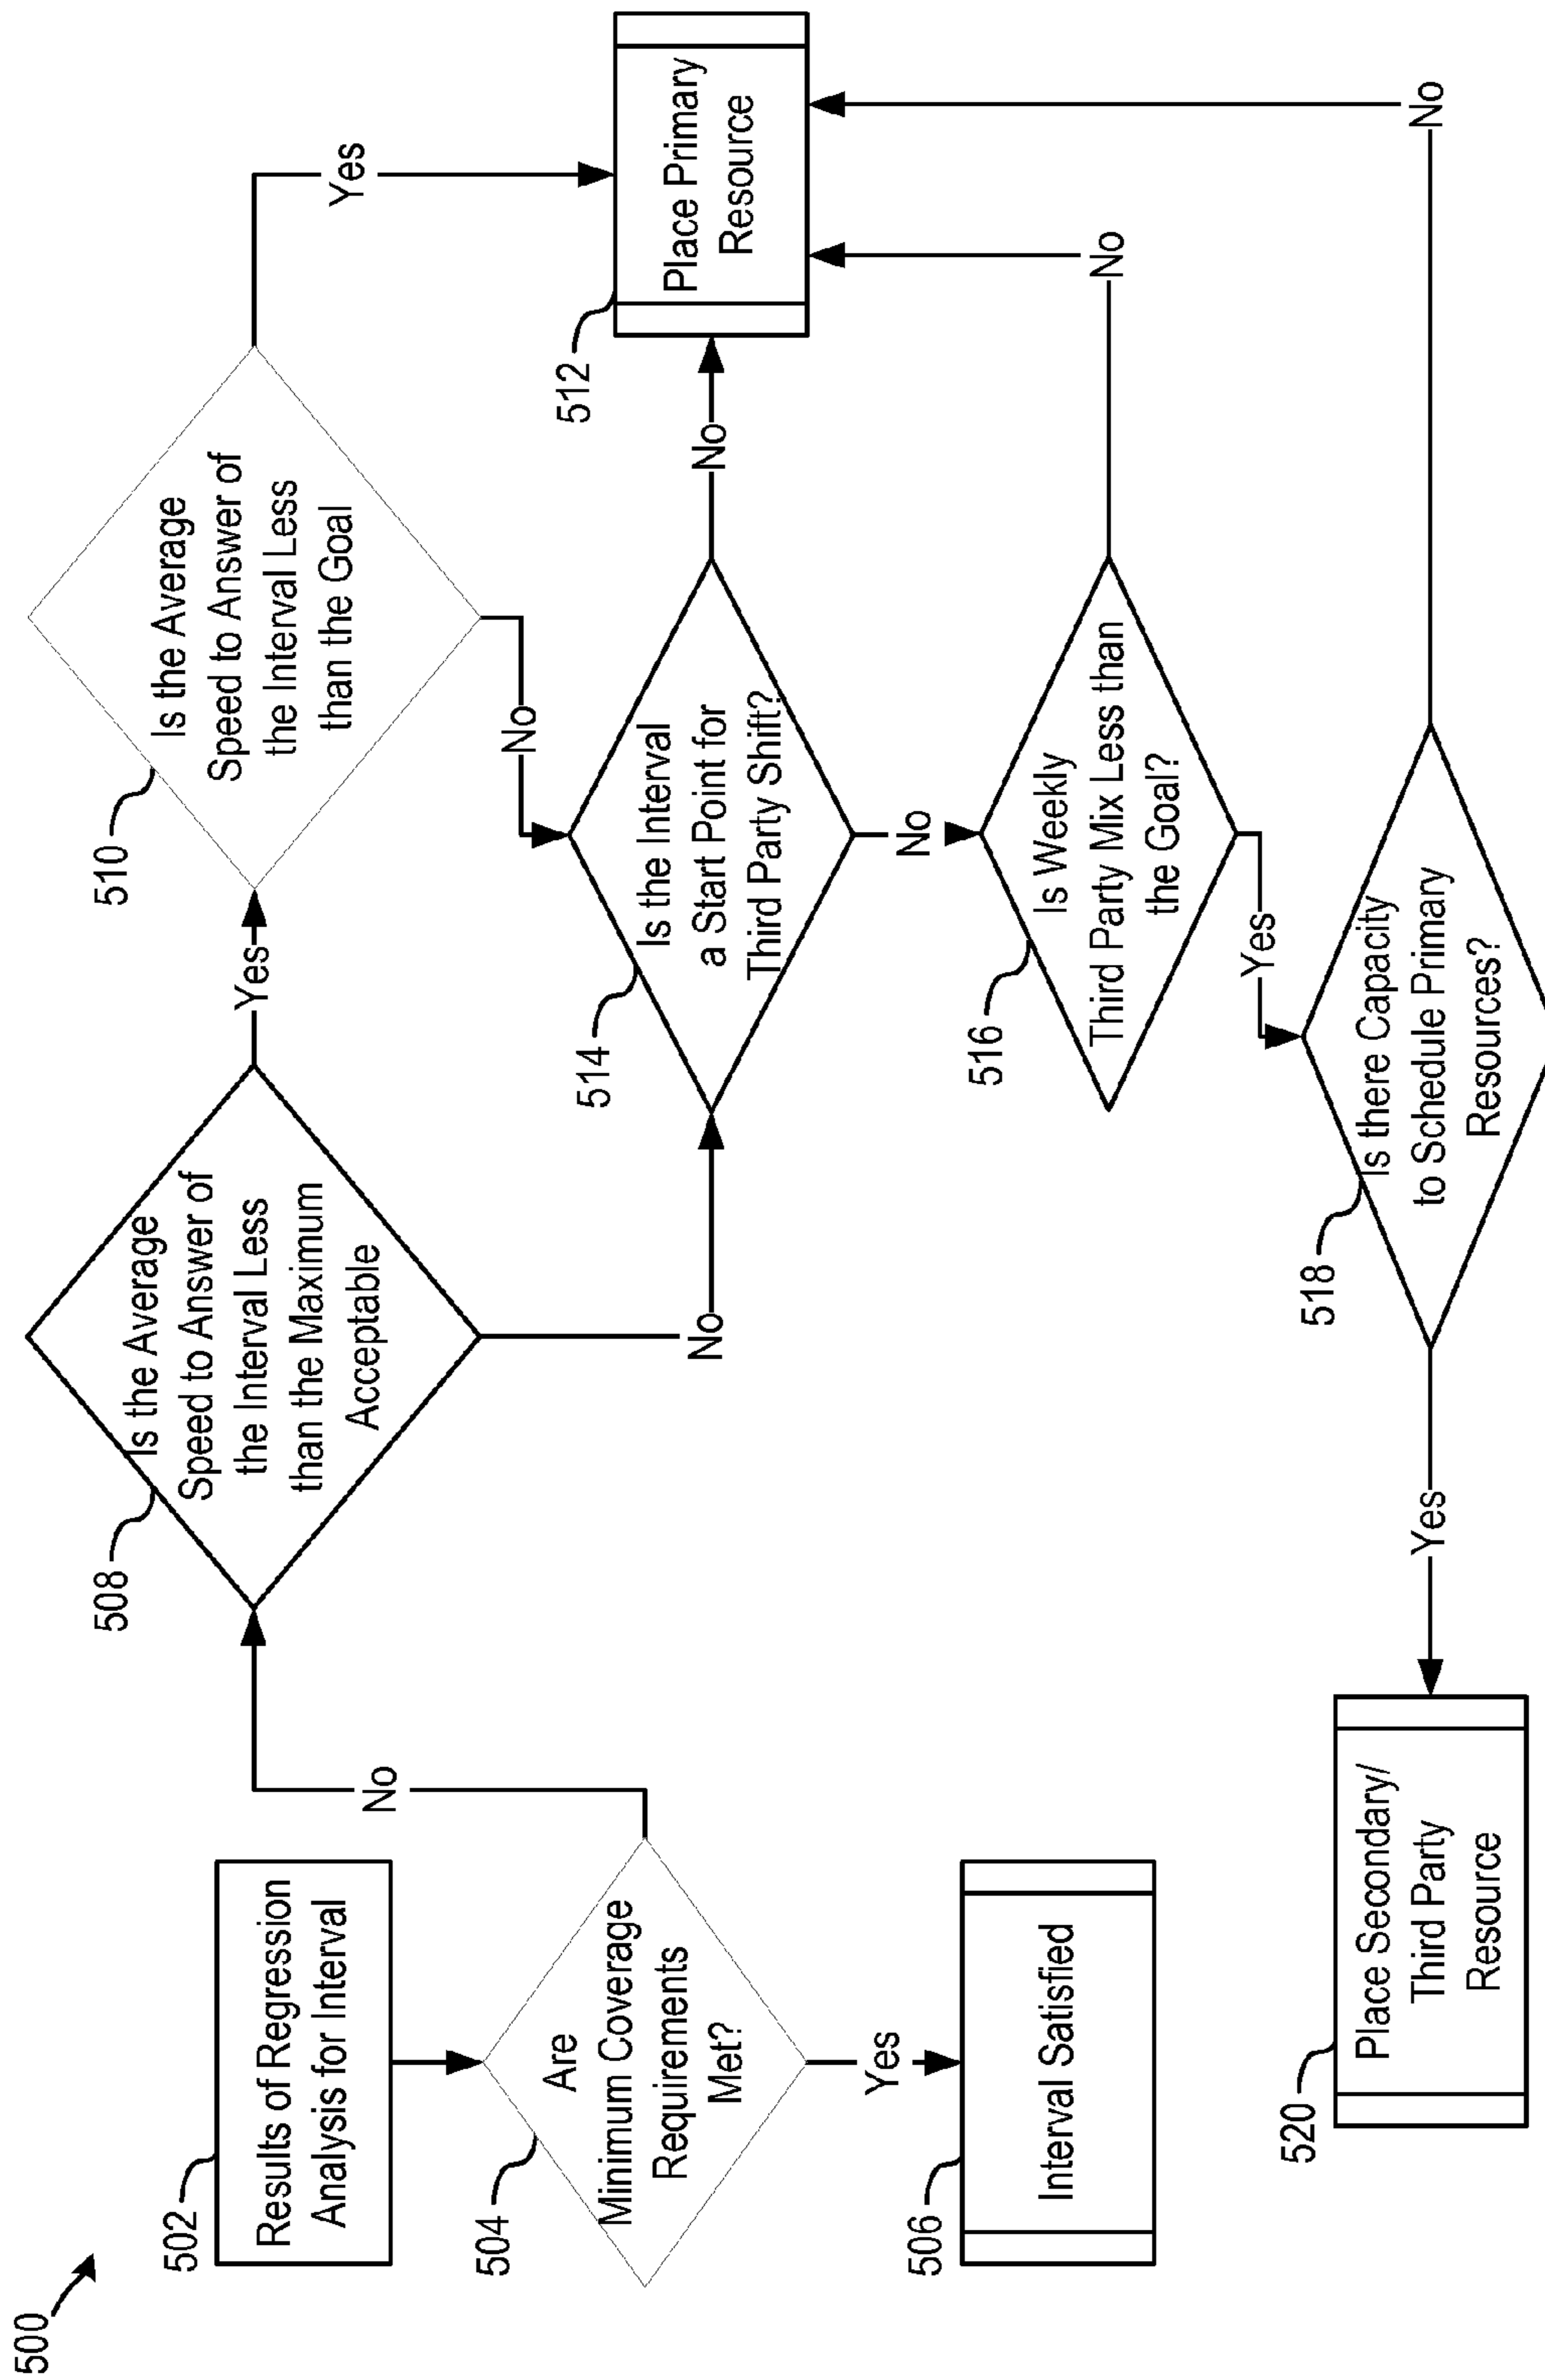 500
502
Results of Regression
Analysis for Interval
504
Are
Minimum Coverage
Requirements
Met?
Yes
506
Interval Satisfied
No
508
Is the Average
Speed to Answer of
the Interval Less
than the Maximum
Acceptable
Yes
No
510
Is the Average
Speed to Answer of
the Interval Less
than the Goal
Yes
No
512
Place Primary
Resource
514
Is the Interval
a Start Point for
Third Party Shift?
No
No
516
Is Weekly
Third Party Mix Less than
the Goal?
No
Yes
518
Is there Capacity
to Schedule Primary
Resources?
No
Yes
520
Place Secondary/
Third Party
Resource